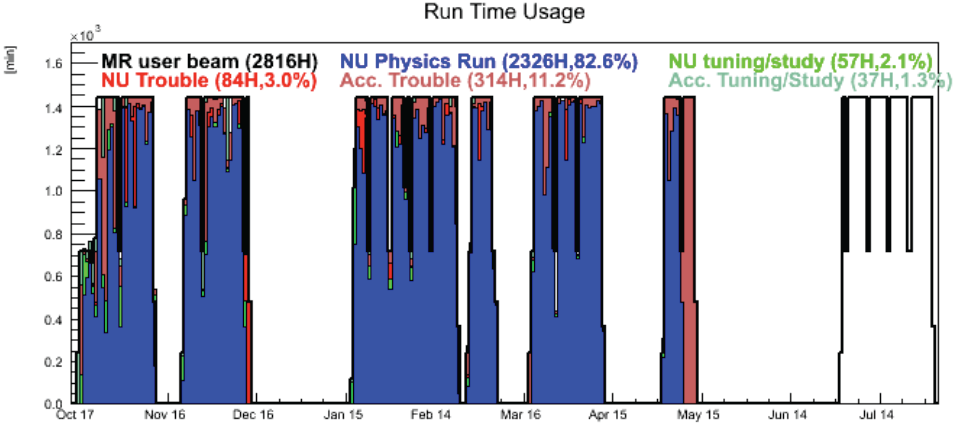 Run Time Usage
×10³
[min]
MR user beam (2816H) NU Physics Run (2326H,82.6%) NU tuning/study (57H,2.1%)
NU Trouble (84H,3.0%) Acc. Trouble (314H,11.2%) Acc. Tuning/Study (37H,1.3%)
1.6
1.4
1.2
1.0
0.8
0.6
0.4
0.2
0.0
Oct 17 Nov 16 Dec 16 Jan 15 Feb 14 Mar 16 Apr 15 May 15 Jun 14 Jul 14